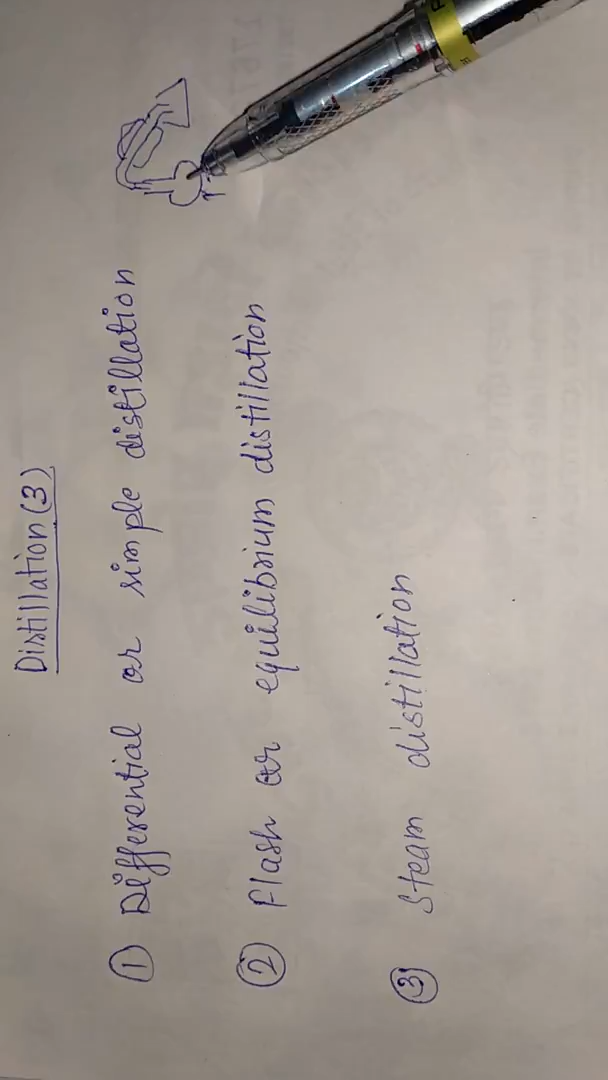 Distillation (3)
① Differential or simple distillation
② Flash or equilibrium distillation
③ steam distillation